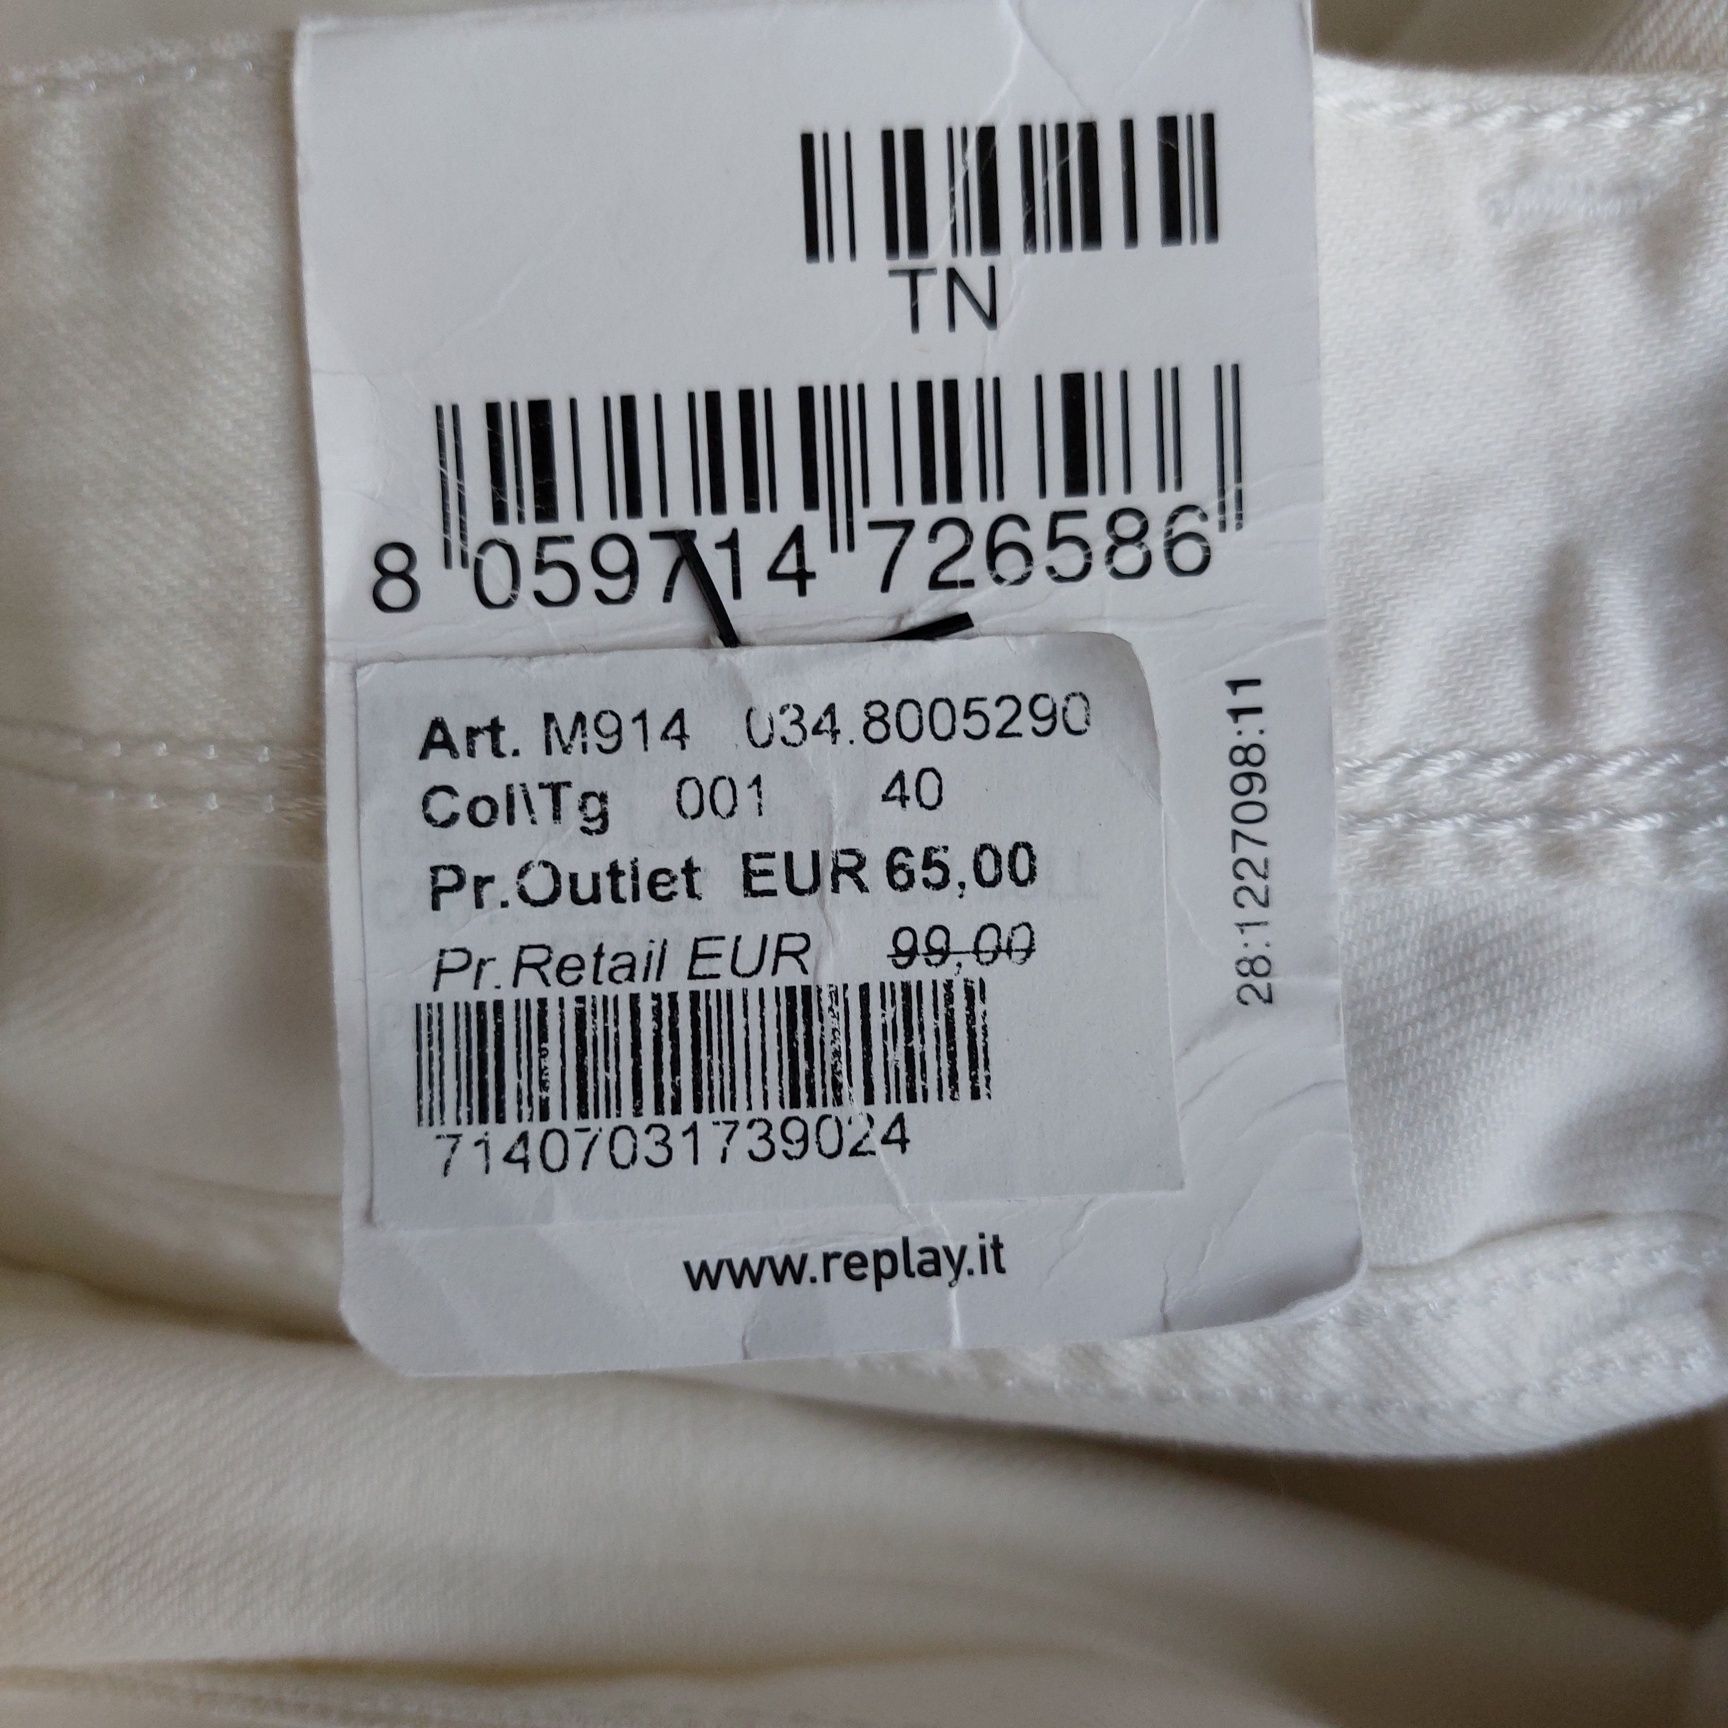 TN
8 059714 726586
Art. M914 034.8005290
Col\Tg 001 40
Pr.Outlet EUR 65,00
Pr.Retail EUR 99,00
71407031739024
www.replay.it
28:1227098:11